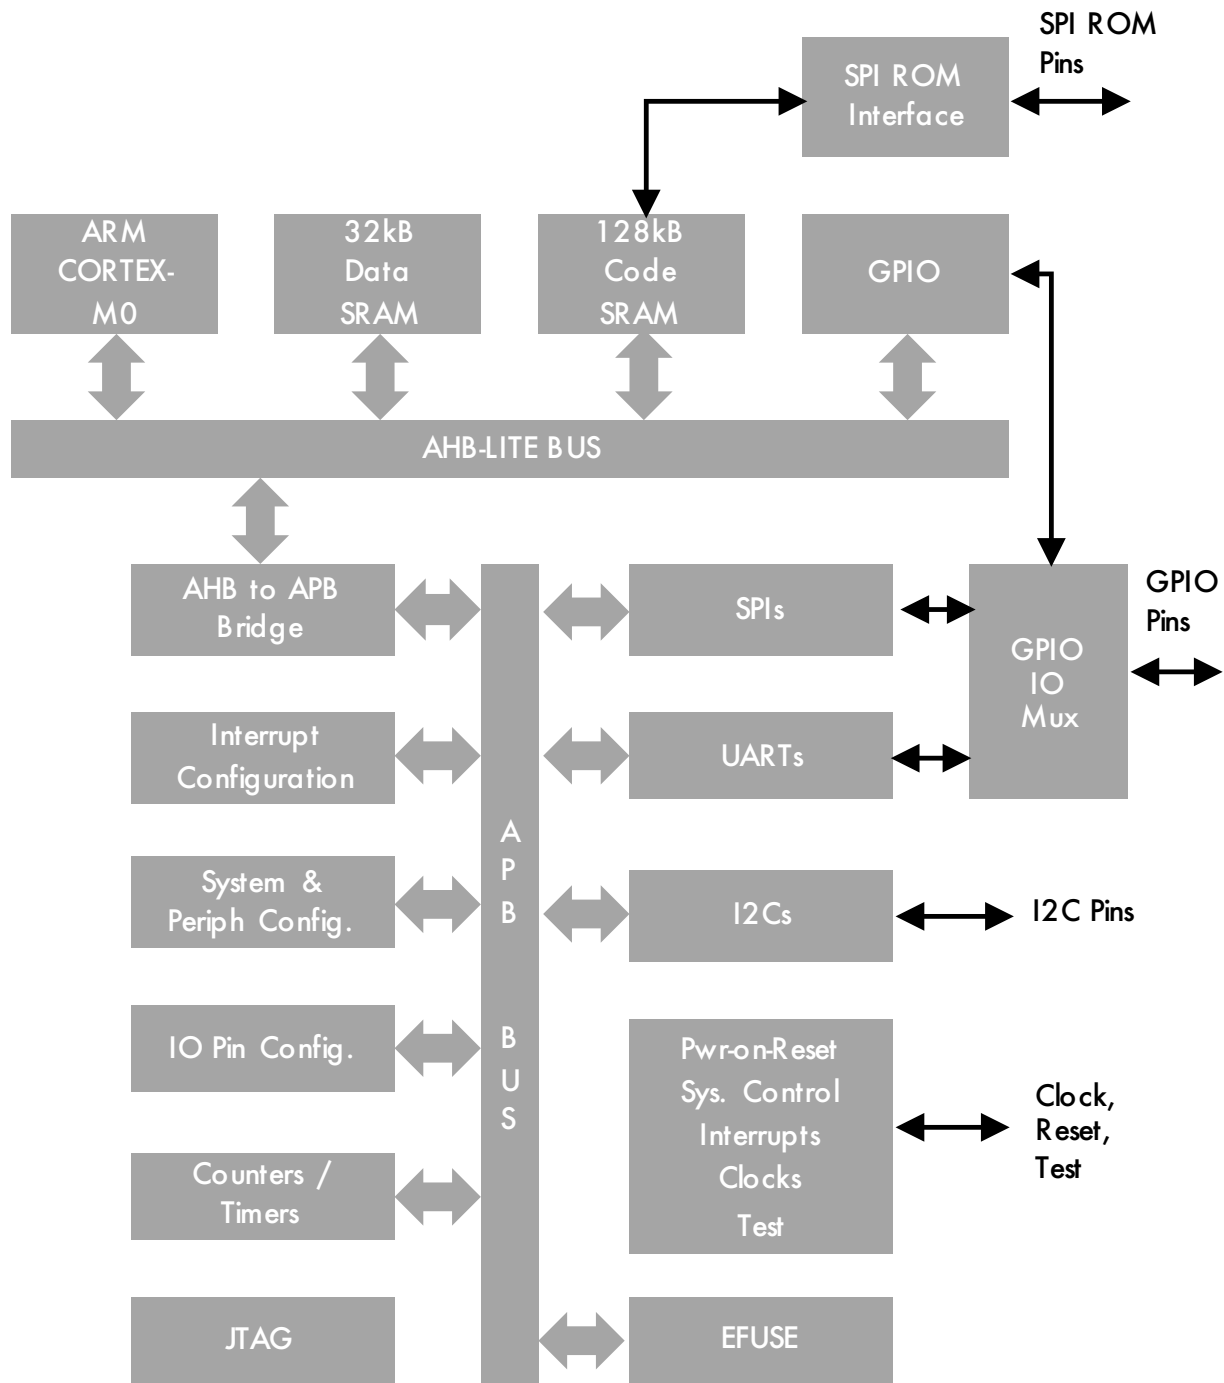 SPI ROM
Pins
SPI ROM
Interface
ARM
CORTEX-
M0
32kB
Data
SRAM
128kB
Code
SRAM
GPIO
AHB-LITE BUS
AHB to APB
Bridge
SPIs
GPIO
IO
Mux
GPIO
Pins
Interrupt
Configuration
UARTs
A
P
B
B
U
S
System &
Periph Config.
I2Cs
I2C Pins
IO Pin Config.
Pwr-on-Reset
Sys. Control
Interrupts
Clocks
Test
Clock,
Reset,
Test
Counters /
Timers
JTAG
EFUSE